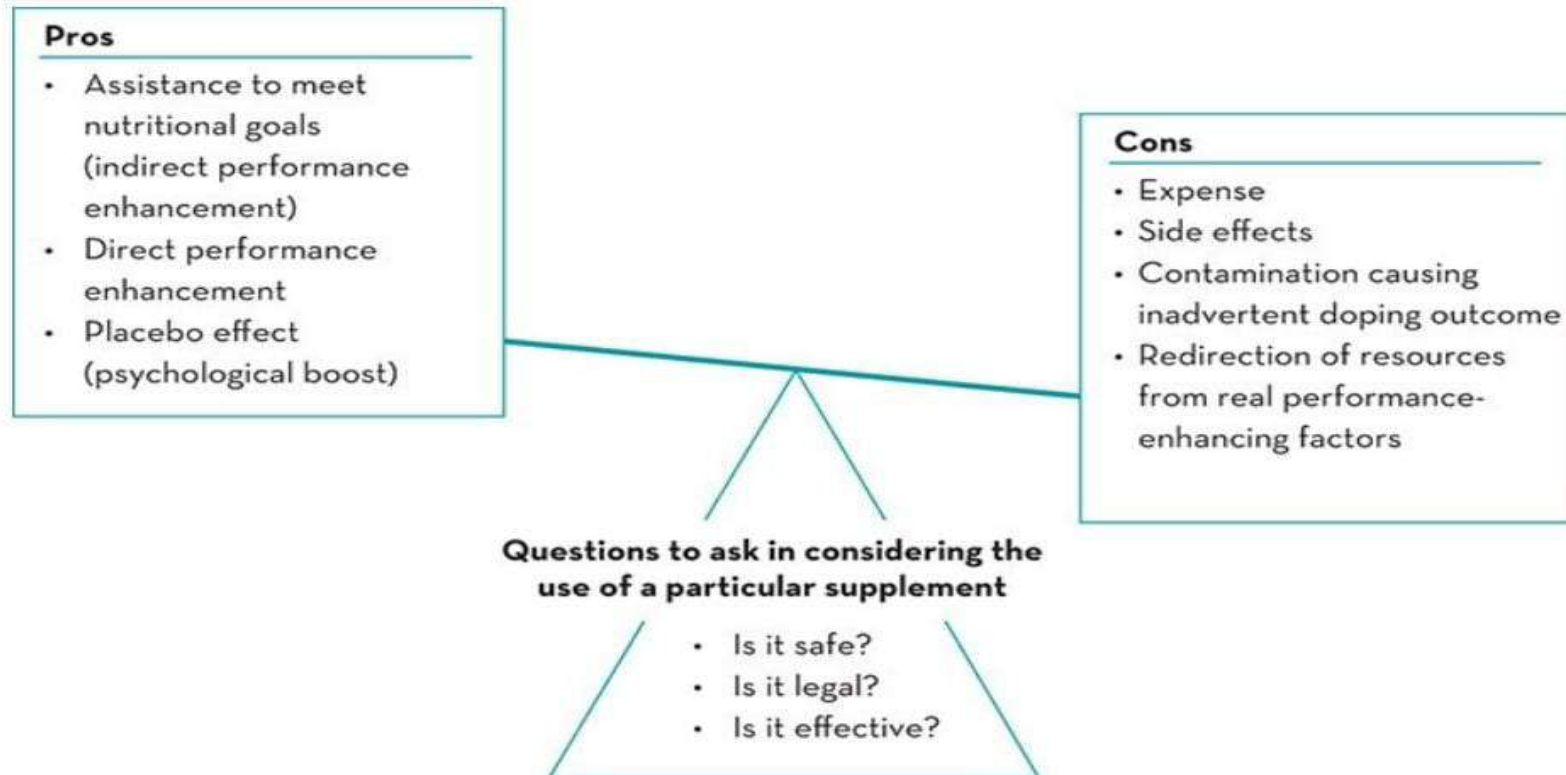 Pros
• Assistance to meet
nutritional goals
(indirect performance
enhancement)
• Direct performance
enhancement
• Placebo effect
(psychological boost)
Cons
• Expense
• Side effects
• Contamination causing
inadvertent doping outcome
• Redirection of resources
from real performance-
enhancing factors
Questions to ask in considering the
use of a particular supplement
• Is it safe?
• Is it legal?
• Is it effective?